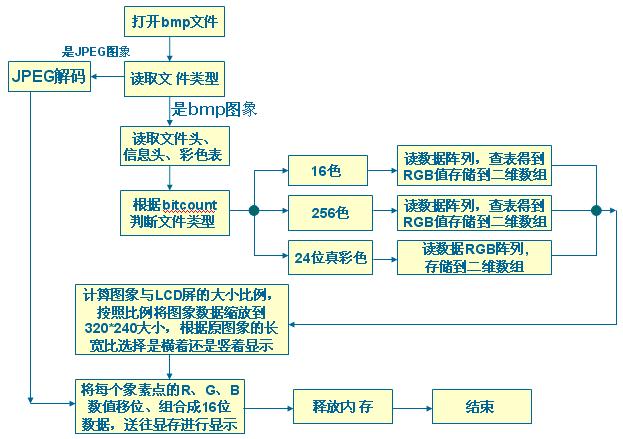 打开bmp文件
是JPEG图象
JPEG解码
读取文件类型
是bmp图象
读取文件头、
信息头、彩色表
根据bitcount
判断文件类型
16色
读数据阵列，查表得到
RGB值存储到二维数组
256色
读数据阵列，查表得到
RGB值存储到二维数组
24位真彩色
读数据RGB阵列，
存储到二维数组
计算图象与LCD屏的大小比例，
按照比例将图象数据缩放到
320*240大小，根据原图象的长
宽比选择是横着还是竖着显示
将每个象素点的R、G、B
数值移位、组合成16位
数据，送往显存进行显示
释放内存
结束